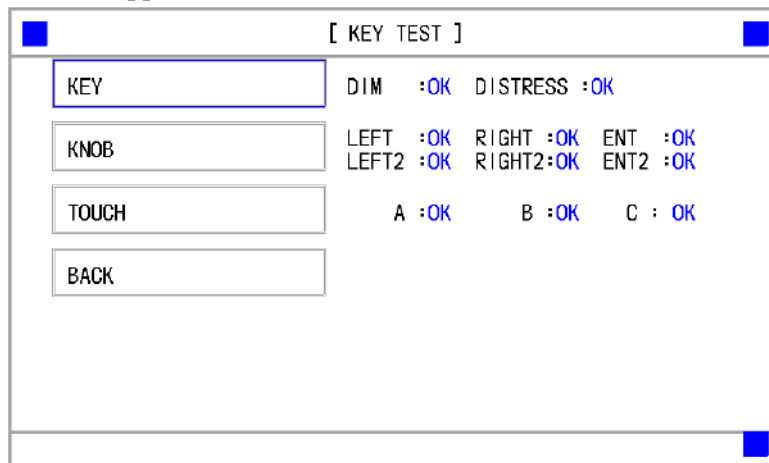 [ KEY TEST ]
KEY
DIM :OK DISTRESS :OK
KNOB
LEFT :OK RIGHT :OK ENT :OK
LEFT2 :OK RIGHT2:OK ENT2 :OK
TOUCH
A :OK B :OK C : OK
BACK